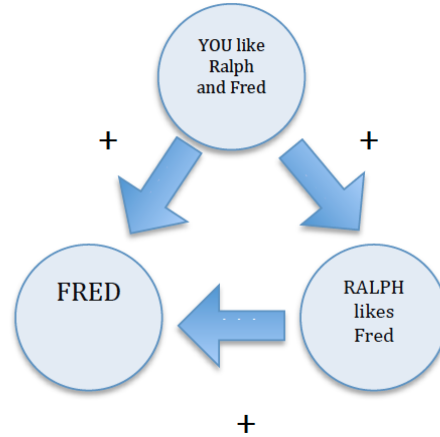 YOU like
Ralph
and Fred
+
+
FRED
RALPH
likes
Fred
. . .
+